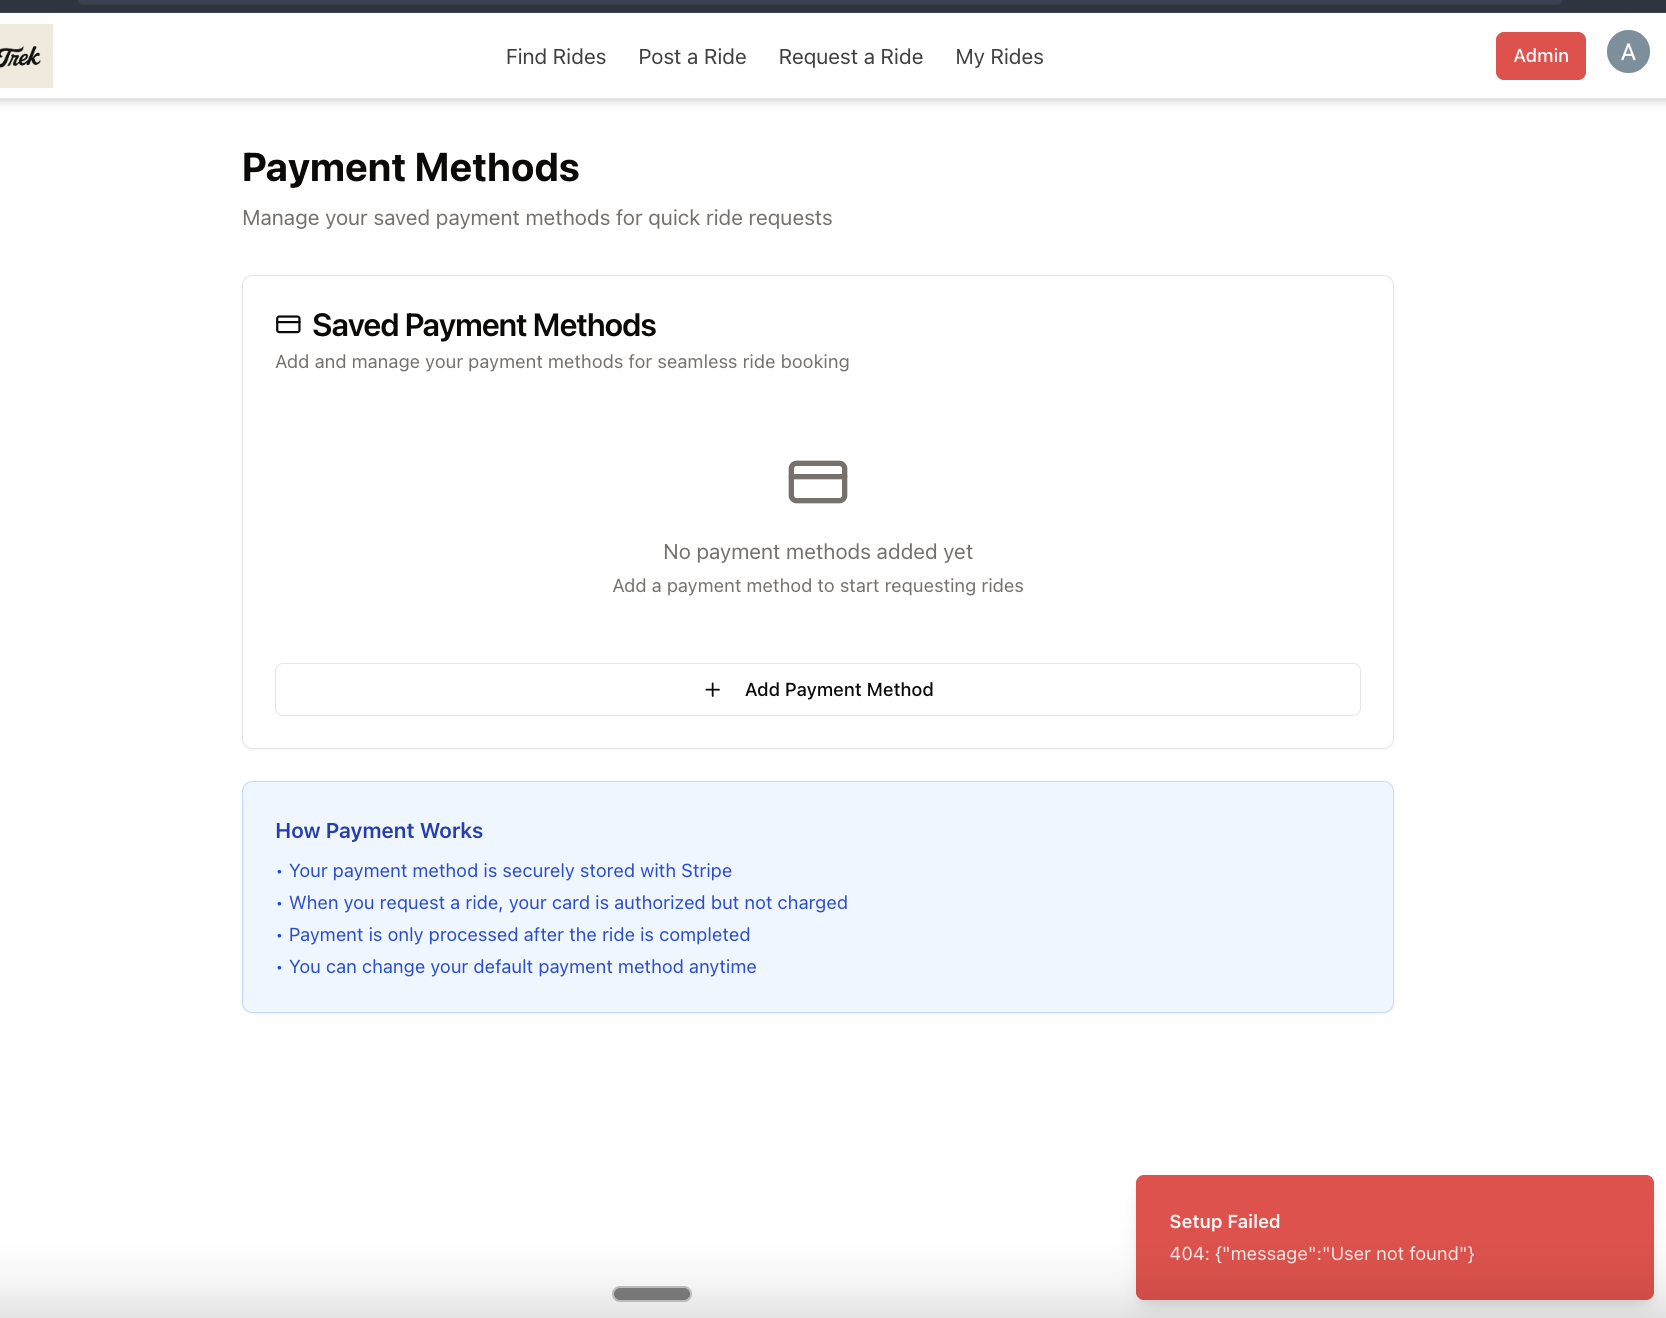 Trek
Find Rides
Post a Ride
Request a Ride
My Rides
Admin
A
Payment Methods
Manage your saved payment methods for quick ride requests
Saved Payment Methods
Add and manage your payment methods for seamless ride booking
No payment methods added yet
Add a payment method to start requesting rides
+ Add Payment Method
How Payment Works
• Your payment method is securely stored with Stripe
• When you request a ride, your card is authorized but not charged
• Payment is only processed after the ride is completed
• You can change your default payment method anytime
Setup Failed
404: {"message":"User not found"}